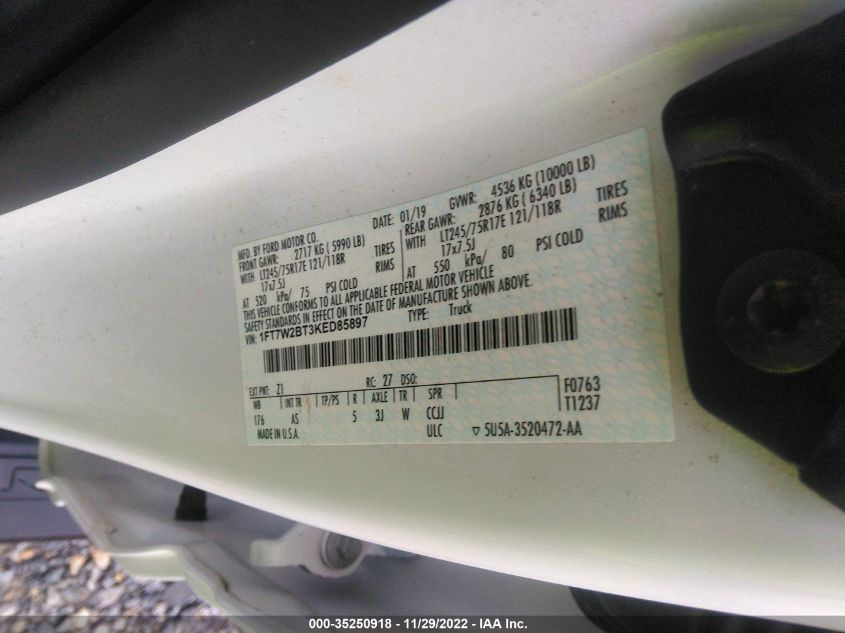 MFD. BY FORD MOTOR CO.
DATE: 01/19 GVWR: 4536 KG (10000 LB)
FRONT GAWR: 2717 KG ( 5990 LB) REAR GAWR: 2876 KG ( 6340 LB)
WITH LT245/75R17E 121/118R TIRES WITH LT245/75R17E 121/118R TIRES
17x7.5J RIMS 17x7.5J RIMS
AT 520 kPa/ 75 PSI COLD AT 550 kPa/ 80 PSI COLD
THIS VEHICLE CONFORMS TO ALL APPLICABLE FEDERAL MOTOR VEHICLE
SAFETY STANDARDS IN EFFECT ON THE DATE OF MANUFACTURE SHOWN ABOVE.
VIN: 1FT7W2BT3KED85897 TYPE: Truck
EXT PNT: Z1 RC: 27 DSO: F0763
WB INT TR TP/PS R AXLE TR SPR T1237
176 AS 5 3J W CCJJ
MADE IN U.S.A. ULC ▽ 5U5A-3520472-AA
000-35250918 - 11/29/2022 - IAA Inc.